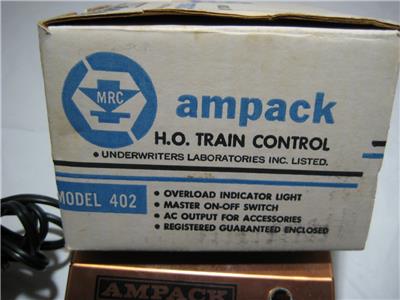 MRC
ampack
H.O. TRAIN CONTROL
• UNDERWRITERS LABORATORIES INC. LISTED.
MODEL 402
• OVERLOAD INDICATOR LIGHT
• MASTER ON-OFF SWITCH
• AC OUTPUT FOR ACCESSORIES
• REGISTERED GUARANTEED ENCLOSED
AMPACK